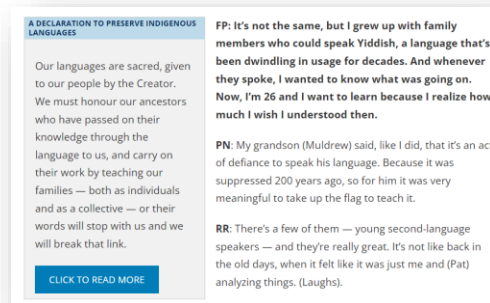 A DECLARATION TO PRESERVE INDIGENOUS
LANGUAGES
Our languages are sacred, given
to our people by the Creator.
We must honour our ancestors
who have passed on their
knowledge through the
language to us, and carry on
their work by teaching our
families — both as individuals
and as a collective — or their
words will stop with us and we
will break that link.
CLICK TO READ MORE
FP: It's not the same, but I grew up with family
members who could speak Yiddish, a language that's
been dwindling in usage for decades. And whenever
they spoke, I wanted to know what was going on.
Now, I'm 26 and I want to learn because I realize how
much I wish I understood then.
PN: My grandson (Muldrew) said, like I did, that it's an act
of defiance to speak his language. Because it was
suppressed 200 years ago, so for him it was very
meaningful to take up the flag to teach it.
RR: There's a few of them — young second-language
speakers — and they're really great. It's not like back in
the old days, when it felt like it was just me and (Pat)
analyzing things. (Laughs).